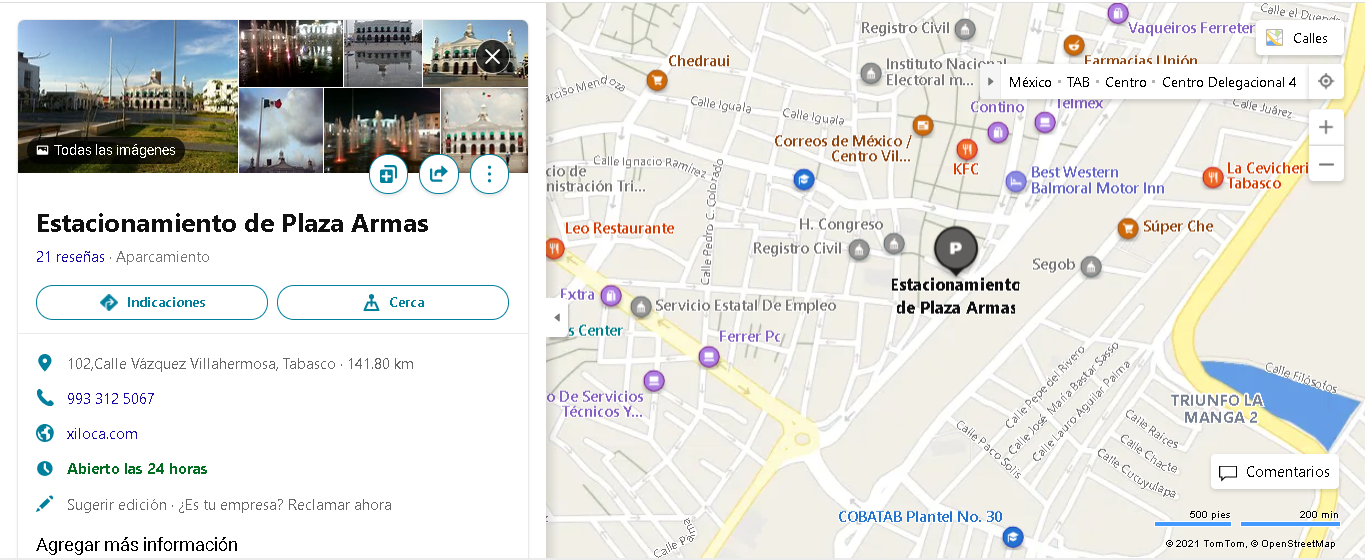 Todas las imágenes
Estacionamiento de Plaza Armas
21 reseñas · Aparcamiento
Indicaciones
Cerca
102,Calle Vázquez Villahermosa, Tabasco · 141.80 km
993 312 5067
xiloca.com
Abierto las 24 horas
Sugerir edición · ¿Es tu empresa? Reclamar ahora
Agregar más información
Registro Civil
Vaqueiros Ferreter
Calle el Duende
Calles
Chedraui
Farmacias Unión
Instituto Nacional
Electoral m...
México · TAB · Centro · Centro Delegacional 4
arciso Mendoza
Calle Iguala
Calle Iguala
Contino
Telmex
Calle Juárez
Correos de México /
Centro Vil...
KFC
Calle Ignacio Ramírez
cio de
nistración Tri...
Best Western
Balmoral Motor Inn
La Cevicheri
Tabasco
Calle Pedro C. Colorado
Leo Restaurante
H. Congreso
Registro Civil
Súper Che
Segob
Estacionamiento
de Plaza Armas
Extra
Servicio Estatal De Empleo
s Center
Ferrer Pc
o De Servicios
Técnicos Y...
Calle Pepe del Rivero
Calle José María Bastar Sasso
Calle Lauro Aguilar Palma
Calle Filósofos
TRIUNFO LA
MANGA 2
Calle Paco Solís
Calle Raíces
Calle Chacte
Calle Cucuyulapa
Comentarios
COBATAB Plantel No. 30
500 pies
200 min
© 2021 TomTom, © OpenStreetMap